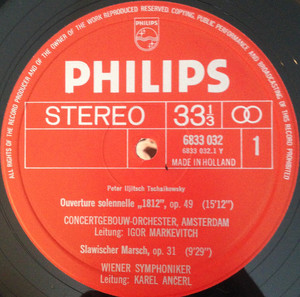 ALL RIGHTS OF THE RECORD PRODUCER AND OF THE OWNER OF THE WORK REPRODUCED RESERVED. COPYING, PUBLIC PERFORMANCE AND BROADCASTING OF THIS RECORD PROHIBITED
PHILIPS
STEREO 33⅓
6833 032
6833 032.1 Y
MADE IN HOLLAND
1
Peter Iljitsch Tschaikowsky
Ouverture solennelle „1812”, op. 49 (15'12")
CONCERTGEBOUW-ORCHESTER, AMSTERDAM
Leitung: IGOR MARKEVITCH
Slawischer Marsch, op. 31 (9'29")
WIENER SYMPHONIKER
Leitung: KAREL ANCERL